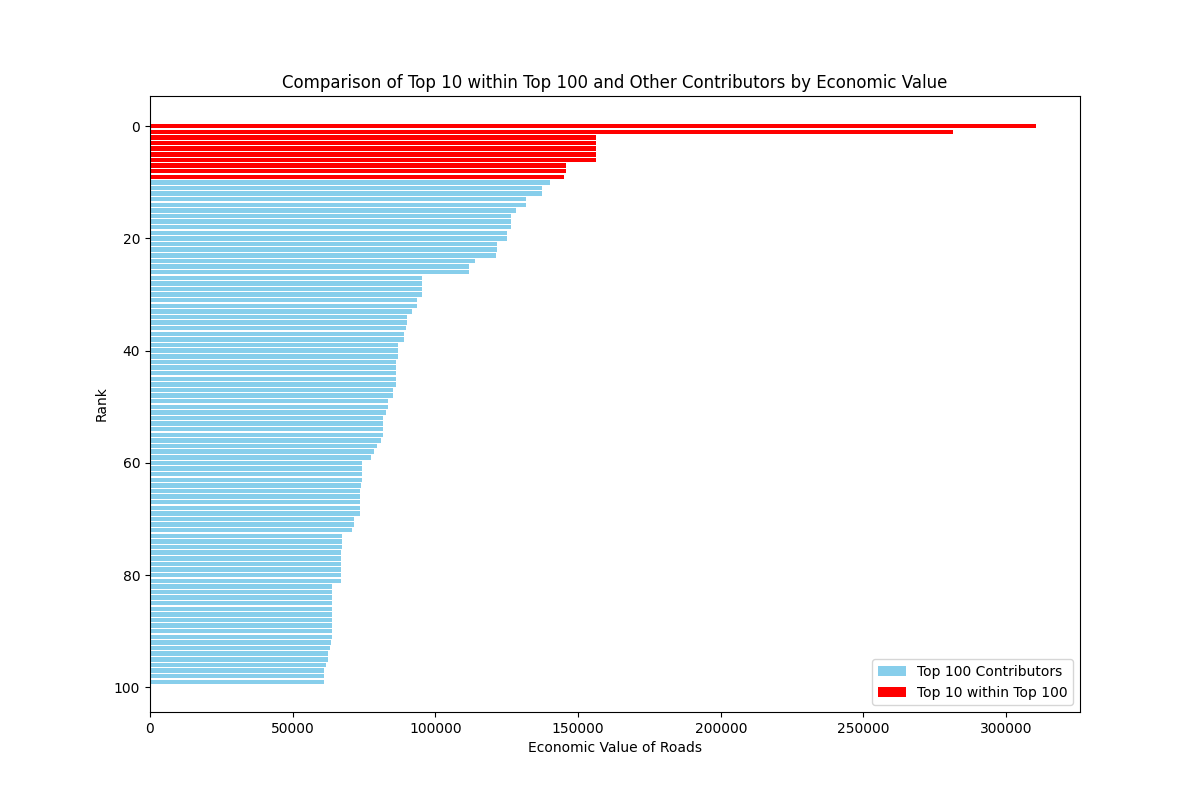 Comparison of Top 10 within Top 100 and Other Contributors by Economic Value
0
20
40
60
80
100
Rank
Top 100 Contributors
Top 10 within Top 100
0 50000 100000 150000 200000 250000 300000
Economic Value of Roads